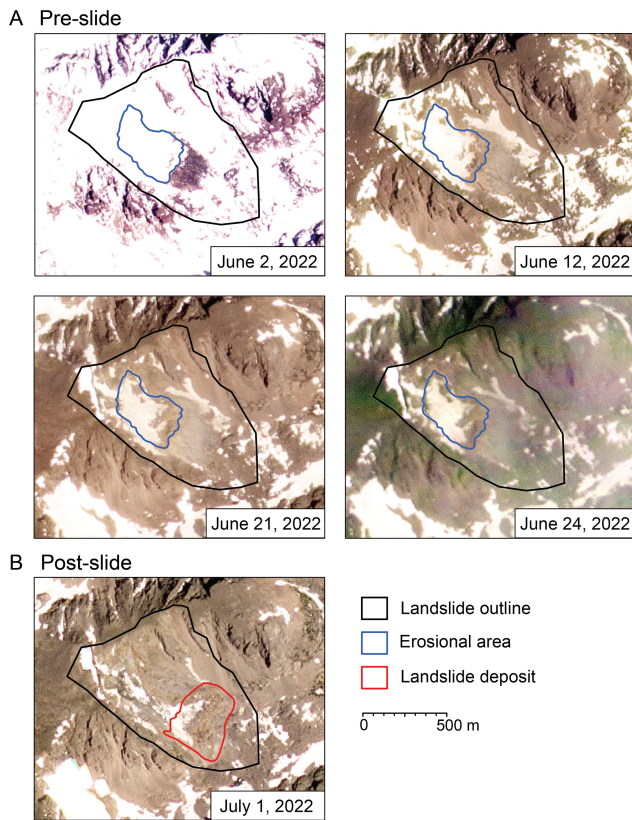 A Pre-slide
June 2, 2022
June 12, 2022
June 21, 2022
June 24, 2022
B Post-slide
July 1, 2022
Landslide outline
Erosional area
Landslide deposit
0 500 m